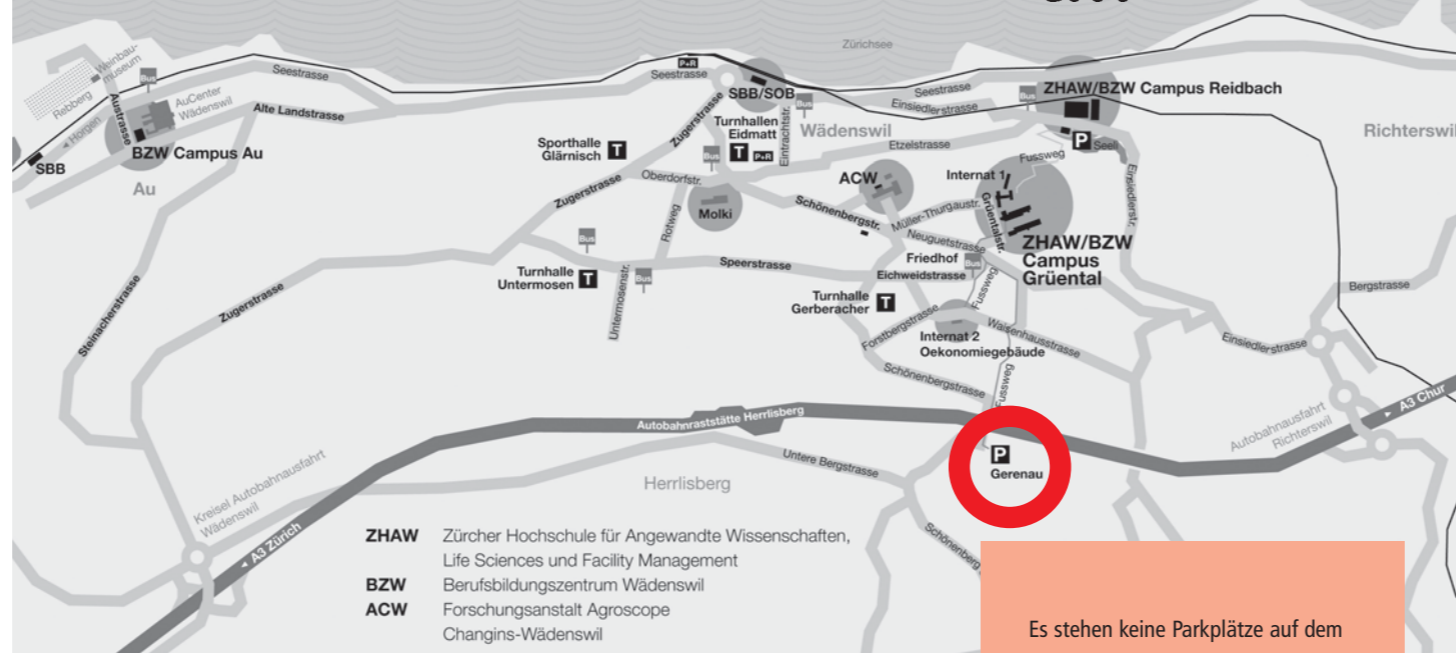 Zürichsee
Weinbau-
museum
Rebberg
Horgen
Bus
Austrasse
AuCenter
Wädenswil
Seestrasse
Alte Landstrasse
BZW Campus Au
SBB
Au
P+R
Seestrasse
SBB/SOB
Bus
Seestrasse
Einsiedlerstrasse
Bus
ZHAW/BZW Campus Reidbach
Zugerstrasse
Turnhallen
Eidmatt
T
P+R
Eintrachtstr.
Wädenswil
Etzelstrasse
P
Seeli
Fussweg
Richterswil
Sporthalle
Glärnisch
T
Bus
Oberdorfstr.
Zugerstrasse
Rotweg
Molki
ACW
Schönenbergstr.
Müller-Thurgaustr.
Internat 1
Grüentalstr.
Einsiedlerstr.
ZHAW/BZW
Campus
Grüental
Neuguetstrasse
Friedhof
Bus
Eichweidstrasse
Fussweg
Bus
Turnhalle
Untermosen
T
Bus
Untermosenstr.
Speerstrasse
Turnhalle
Gerberacher
T
Forstbergstrasse
Internat 2
Oekonomiegebäude
Waisenhausstrasse
Bergstrasse
Einsiedlerstrasse
Steinacherstrasse
Zugerstrasse
Schönenbergstrasse
Fussweg
A3 Chur
Autobahnausfahrt
Richterswil
Autobahnraststätte Herrlisberg
Untere Bergstrasse
P
Gerenau
Kreisel Autobahnausfahrt
Wädenswil
Herrlisberg
A3 Zürich
Schönenberg
ZHAW Zürcher Hochschule für Angewandte Wissenschaften,
Life Sciences und Facility Management
BZW Berufsbildungszentrum Wädenswil
ACW Forschungsanstalt Agroscope
Changins-Wädenswil
Es stehen keine Parkplätze auf dem